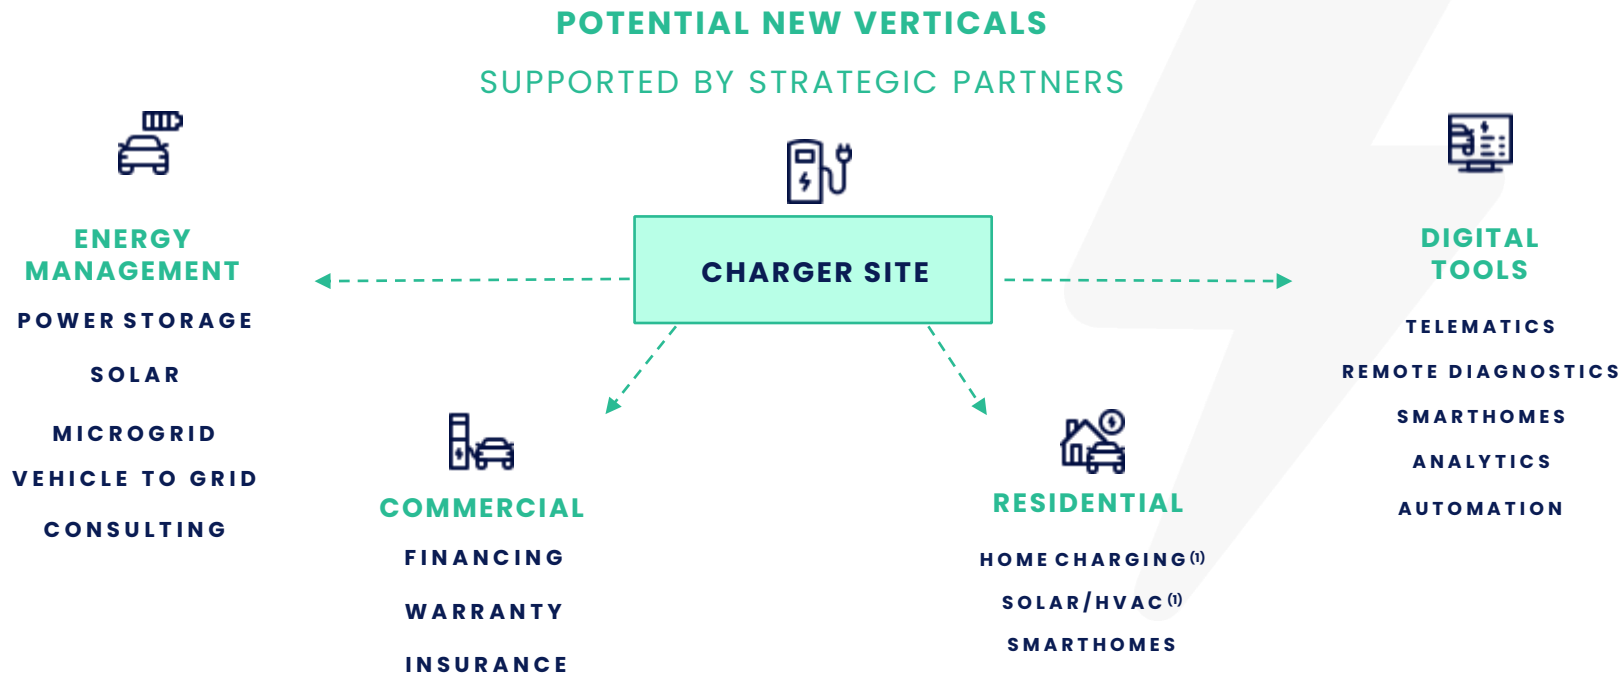 POTENTIAL NEW VERTICALS
SUPPORTED BY STRATEGIC PARTNERS
CHARGER SITE
ENERGY
MANAGEMENT
POWER STORAGE
SOLAR
MICROGRID
VEHICLE TO GRID
CONSULTING
COMMERCIAL
FINANCING
WARRANTY
INSURANCE
RESIDENTIAL
HOME CHARGING(1)
SOLAR/HVAC(1)
SMARTHOMES
DIGITAL
TOOLS
TELEMATICS
REMOTE DIAGNOSTICS
SMARTHOMES
ANALYTICS
AUTOMATION